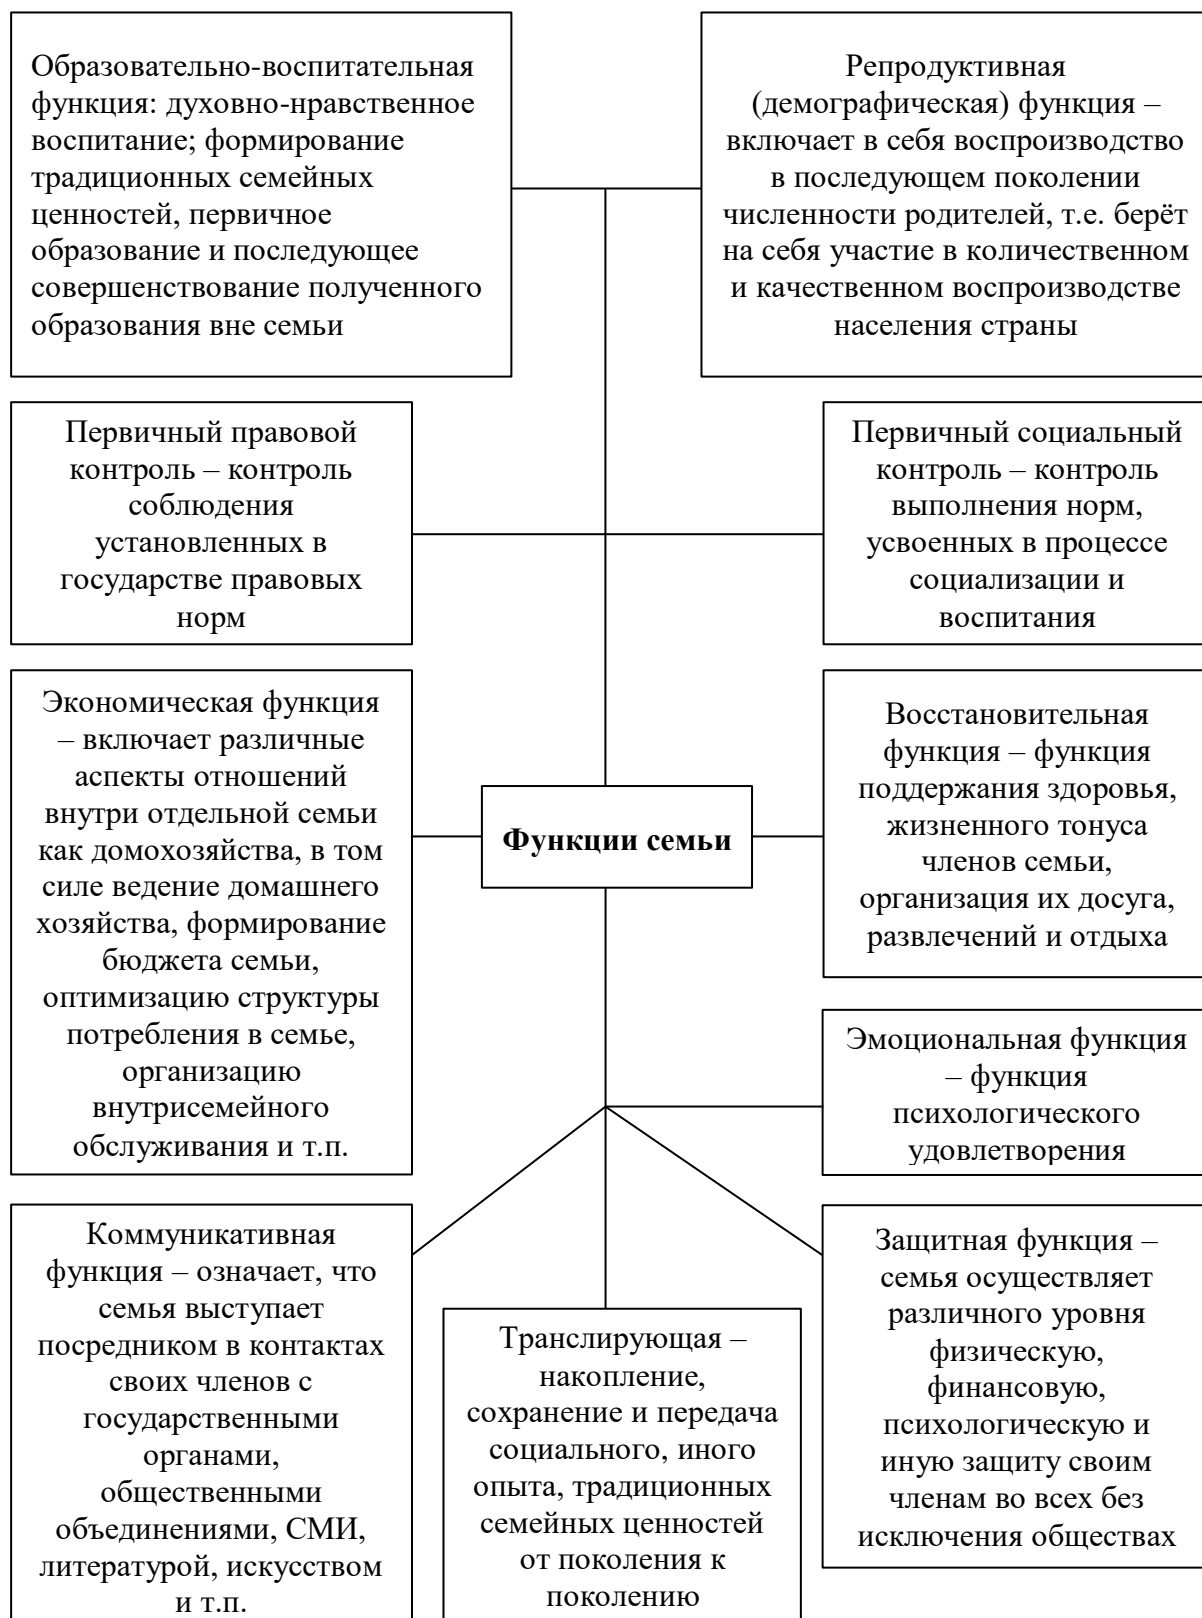 Образовательно-воспитательная
функция: духовно-нравственное
воспитание; формирование
традиционных семейных
ценностей, первичное
образование и последующее
совершенствование полученного
образования вне семьи
Репродуктивная
(демографическая) функция –
включает в себя воспроизводство
в последующем поколении
численности родителей, т.е. берёт
на себя участие в количественном
и качественном воспроизводстве
населения страны
Первичный правовой
контроль – контроль
соблюдения
установленных в
государстве правовых
норм
Первичный социальный
контроль – контроль
выполнения норм,
усвоенных в процессе
социализации и
воспитания
Экономическая функция
– включает различные
аспекты отношений
внутри отдельной семьи
как домохозяйства, в том
силе ведение домашнего
хозяйства, формирование
бюджета семьи,
оптимизацию структуры
потребления в семье,
организацию
внутрисемейного
обслуживания и т.п.
Функции семьи
Восстановительная
функция – функция
поддержания здоровья,
жизненного тонуса
членов семьи,
организация их досуга,
развлечений и отдыха
Эмоциональная функция
– функция
психологического
удовлетворения
Коммуникативная
функция – означает, что
семья выступает
посредником в контактах
своих членов с
государственными
органами,
общественными
объединениями, СМИ,
литературой, искусством
и т.п.
Транслирующая –
накопление,
сохранение и передача
социального, иного
опыта, традиционных
семейных ценностей
от поколения к
поколению
Защитная функция –
семья осуществляет
различного уровня
физическую,
финансовую,
психологическую и
иную защиту своим
членам во всех без
исключения обществах